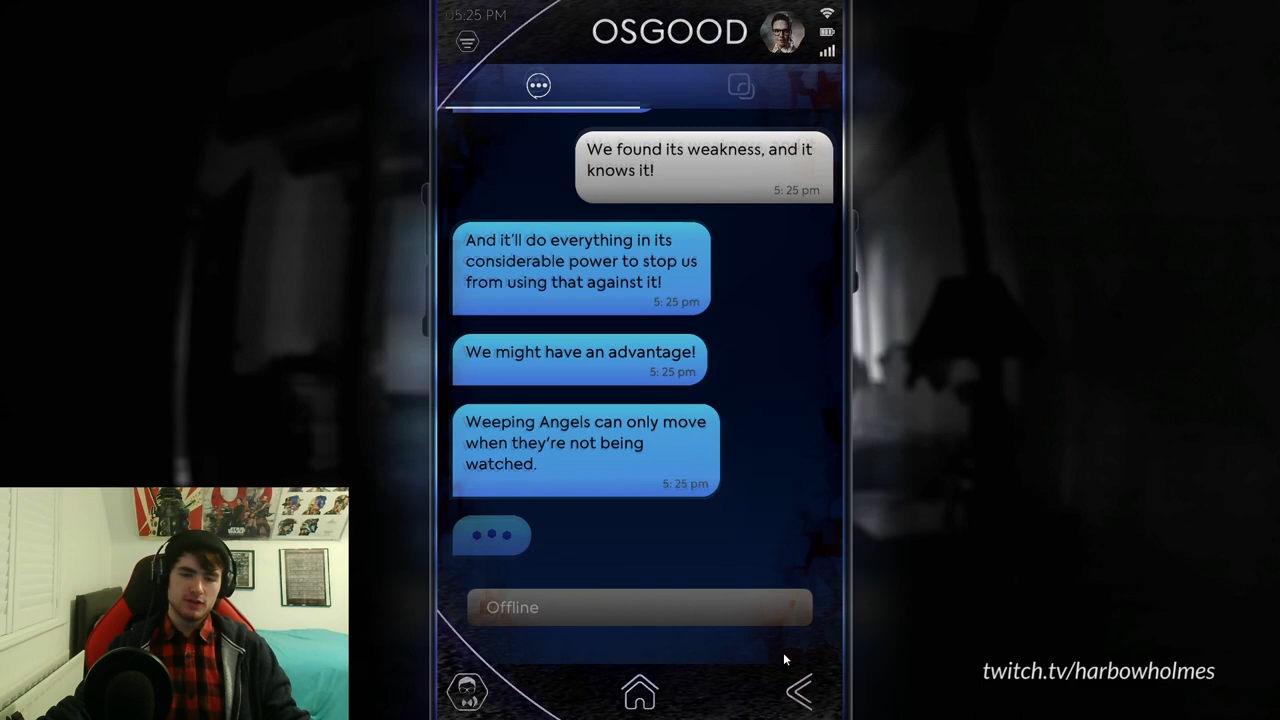 05:25 PM
OSGOOD
We found its weakness, and it
knows it!
5: 25 pm
And it'll do everything in its
considerable power to stop us
from using that against it!
5: 25 pm
We might have an advantage!
5: 25 pm
Weeping Angels can only move
when they're not being
watched.
5: 25 pm
Offline
STAR
WARS
twitch.tv/harbowholmes